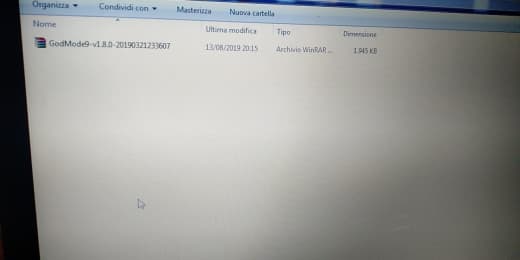 Organizza Condividi con Masterizza Nuova cartella
Nome Ultima modifica Tipo Dimensione
GodMode9-v1.8.0-20190321233607 13/08/2019 20:15 Archivio WinRAR ... 1.945 KB